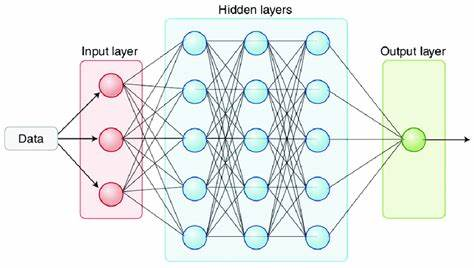 Hidden layers
Input layer
Output layer
Data